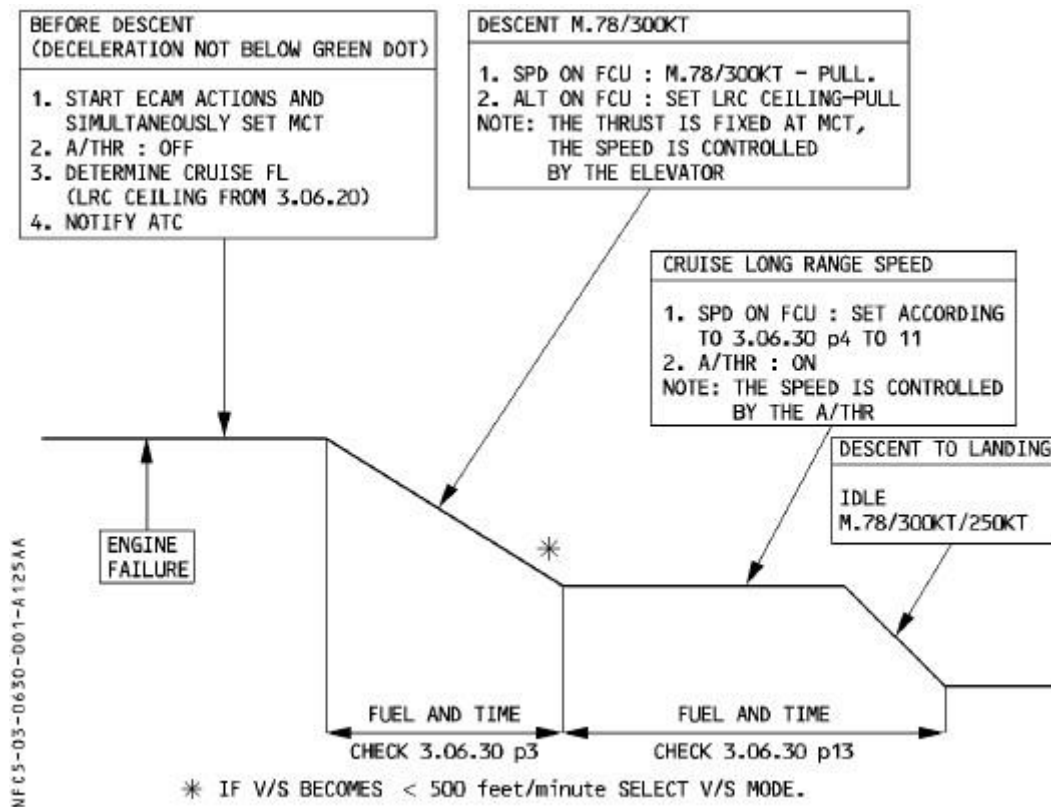 BEFORE DESCENT
(DECELERATION NOT BELOW GREEN DOT)
1. START ECAM ACTIONS AND
SIMULTANEOUSLY SET MCT
2. A/THR : OFF
3. DETERMINE CRUISE FL
(LRC CEILING FROM 3.06.20)
4. NOTIFY ATC
DESCENT M.78/300KT
1. SPD ON FCU : M.78/300KT - PULL.
2. ALT ON FCU : SET LRC CEILING-PULL
NOTE: THE THRUST IS FIXED AT MCT,
THE SPEED IS CONTROLLED
BY THE ELEVATOR
CRUISE LONG RANGE SPEED
1. SPD ON FCU : SET ACCORDING
TO 3.06.30 p4 TO 11
2. A/THR : ON
NOTE: THE SPEED IS CONTROLLED
BY THE A/THR
DESCENT TO LANDING
IDLE
M.78/300KT/250KT
ENGINE
FAILURE
*
FUEL AND TIME
CHECK 3.06.30 p3
FUEL AND TIME
CHECK 3.06.30 p13
* IF V/S BECOMES < 500 feet/minute SELECT V/S MODE.
NFC5-03-0630-001-A125AA